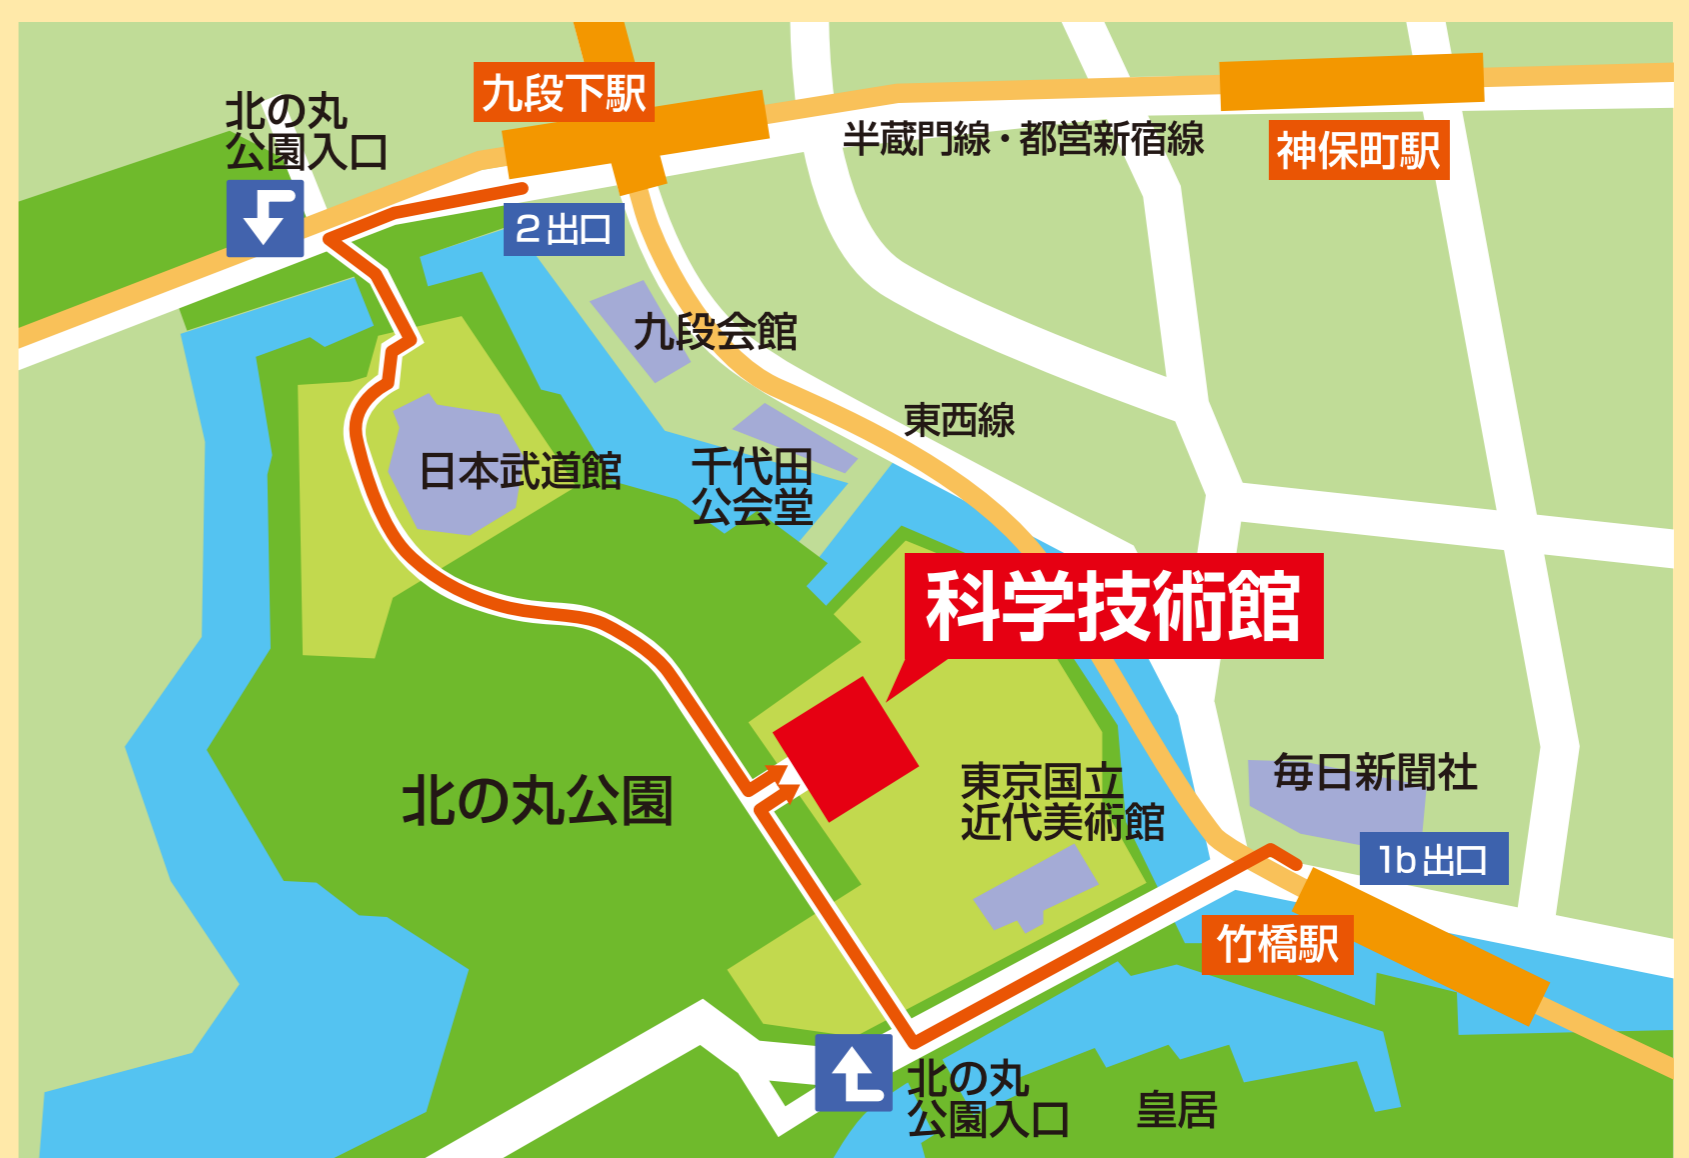 九段下駅
北の丸
公園入口
半蔵門線・都営新宿線
神保町駅
2出口
九段会館
東西線
日本武道館
千代田
公会堂
科学技術館
北の丸公園
東京国立
近代美術館
毎日新聞社
1b出口
竹橋駅
北の丸
公園入口
皇居